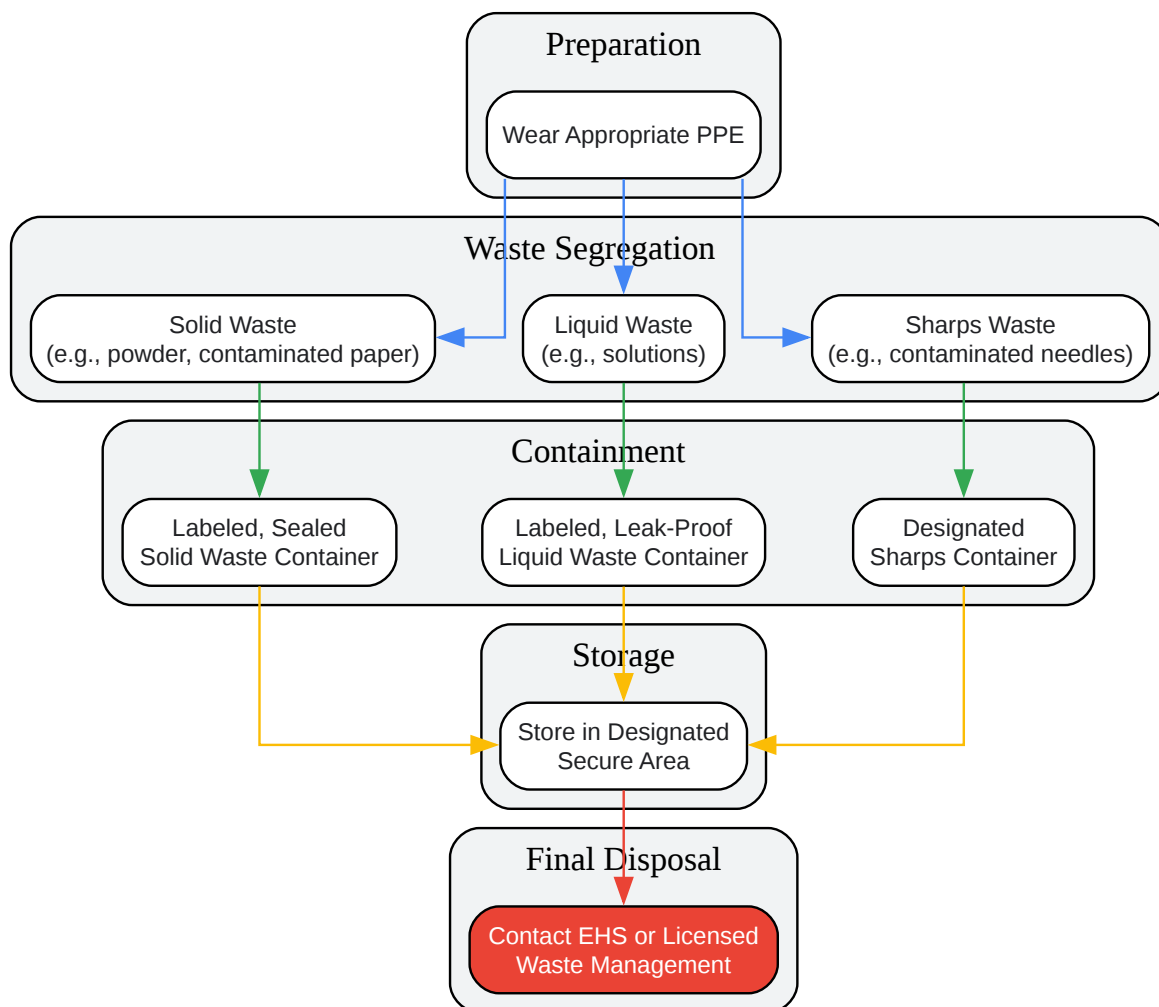 Preparation
Wear Appropriate PPE
Waste Segregation
Solid Waste
(e.g., powder, contaminated paper)
Liquid Waste
(e.g., solutions)
Sharps Waste
(e.g., contaminated needles)
Containment
Labeled, Sealed
Solid Waste Container
Labeled, Leak-Proof
Liquid Waste Container
Designated
Sharps Container
Storage
Store in Designated
Secure Area
Final Disposal
Contact EHS or Licensed
Waste Management